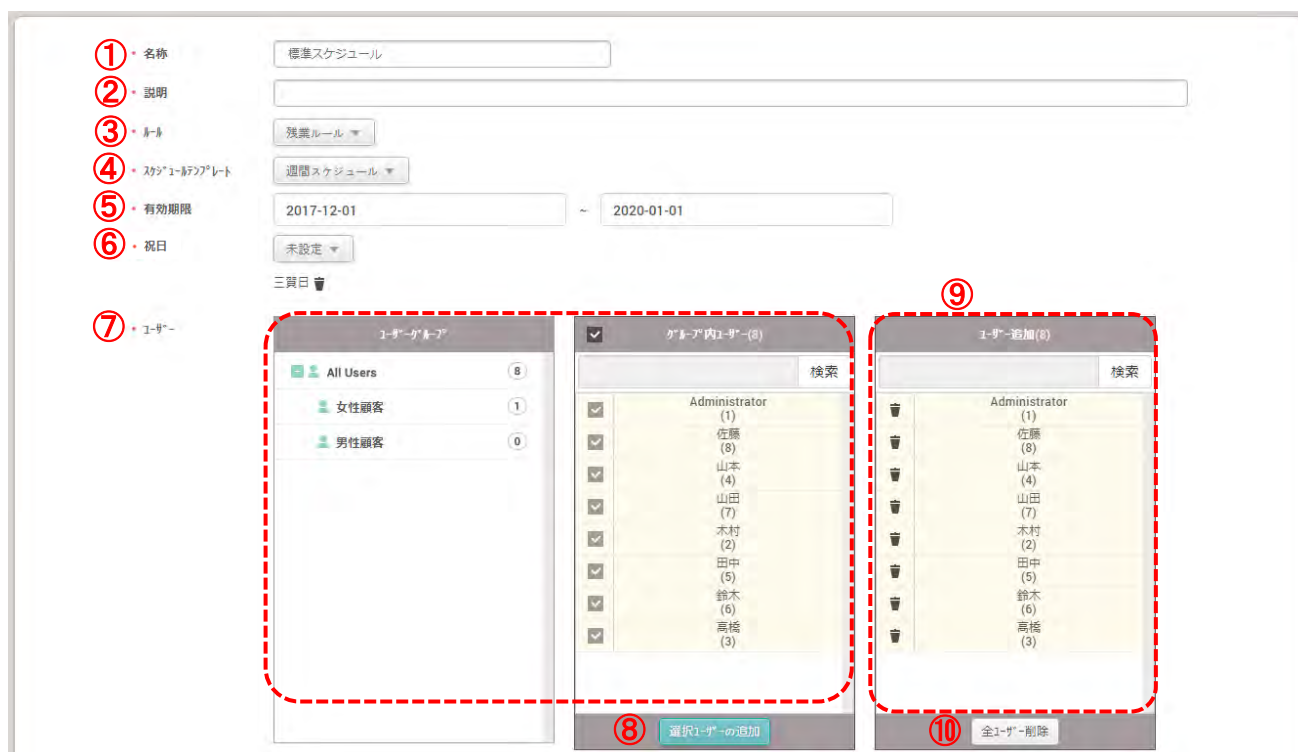 ① • 名称 標準スケジュール
② • 説明
③ • ﾙｰﾙ 残業ルール ▼
④ • ｽｹｼﾞｭｰﾙﾃﾝﾌﾟﾚｰﾄ 週間スケジュール ▼
⑤ • 有効期限 2017-12-01 ~ 2020-01-01
⑥ • 祝日 未設定 ▼
三賀日
⑨
⑦ • ﾕｰｻﾞｰ
ﾕｰｻﾞｰｸﾞﾙｰﾌﾟ
All Users 8
女性顧客 1
男性顧客 0
ｸﾞﾙｰﾌﾟ内ﾕｰｻﾞｰ(8)
検索
Administrator
(1)
佐藤
(8)
山本
(4)
山田
(7)
木村
(2)
田中
(5)
鈴木
(6)
高橋
(3)
⑧ 選択ﾕｰｻﾞｰの追加
ﾕｰｻﾞｰ追加(8)
検索
Administrator
(1)
佐藤
(8)
山本
(4)
山田
(7)
木村
(2)
田中
(5)
鈴木
(6)
高橋
(3)
⑩ 全ﾕｰｻﾞｰ削除